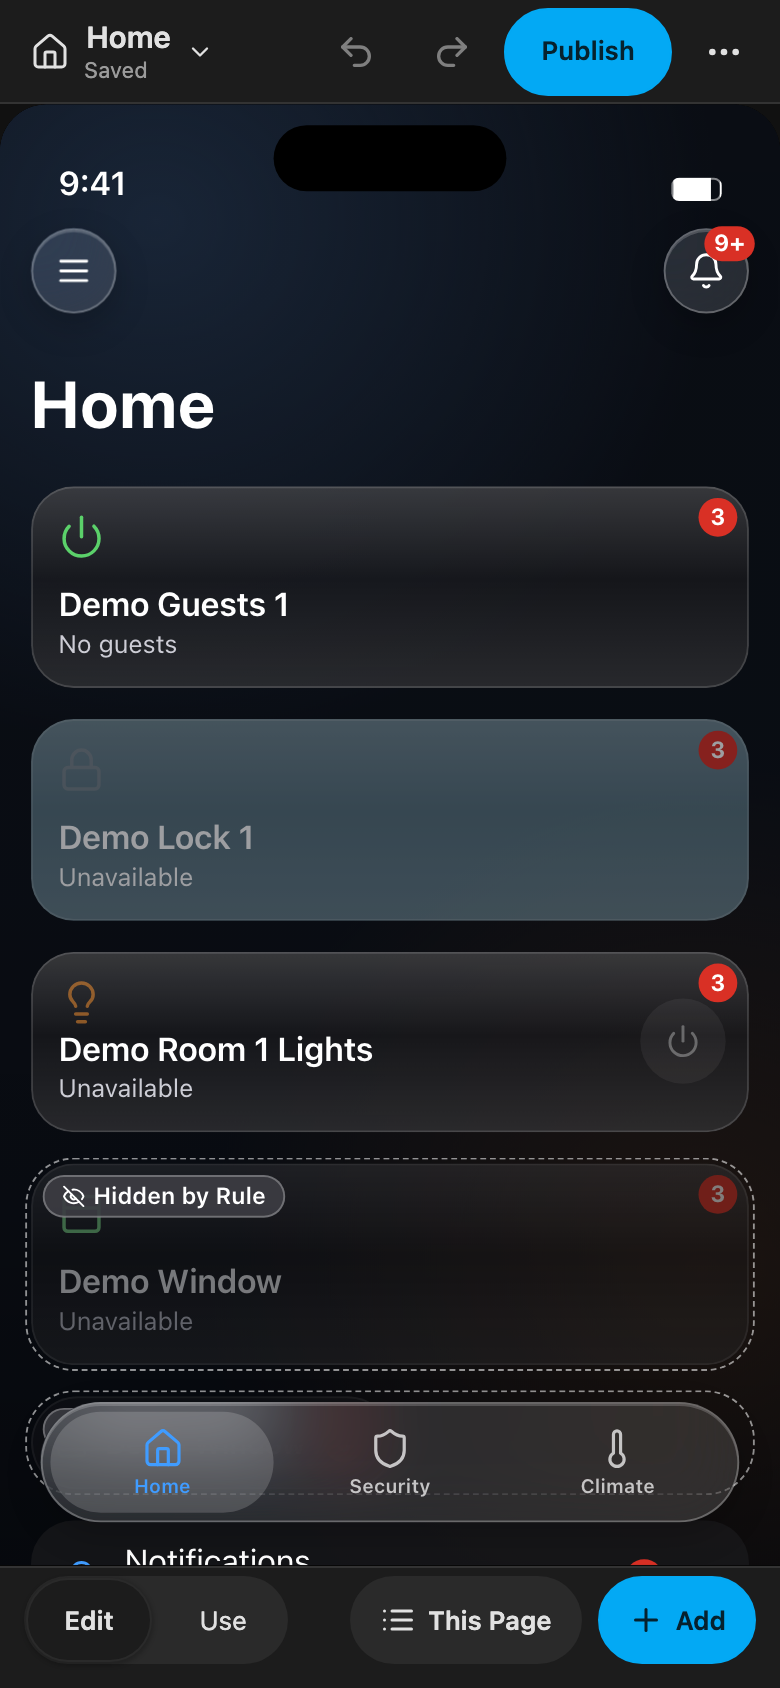 Home
Saved
Publish
9:41
9+
Home
3
Demo Guests 1
No guests
3
Demo Lock 1
Unavailable
3
Demo Room 1 Lights
Unavailable
Hidden by Rule
3
Demo Window
Unavailable
Home
Security
Climate
Notifications
Edit
Use
This Page
Add